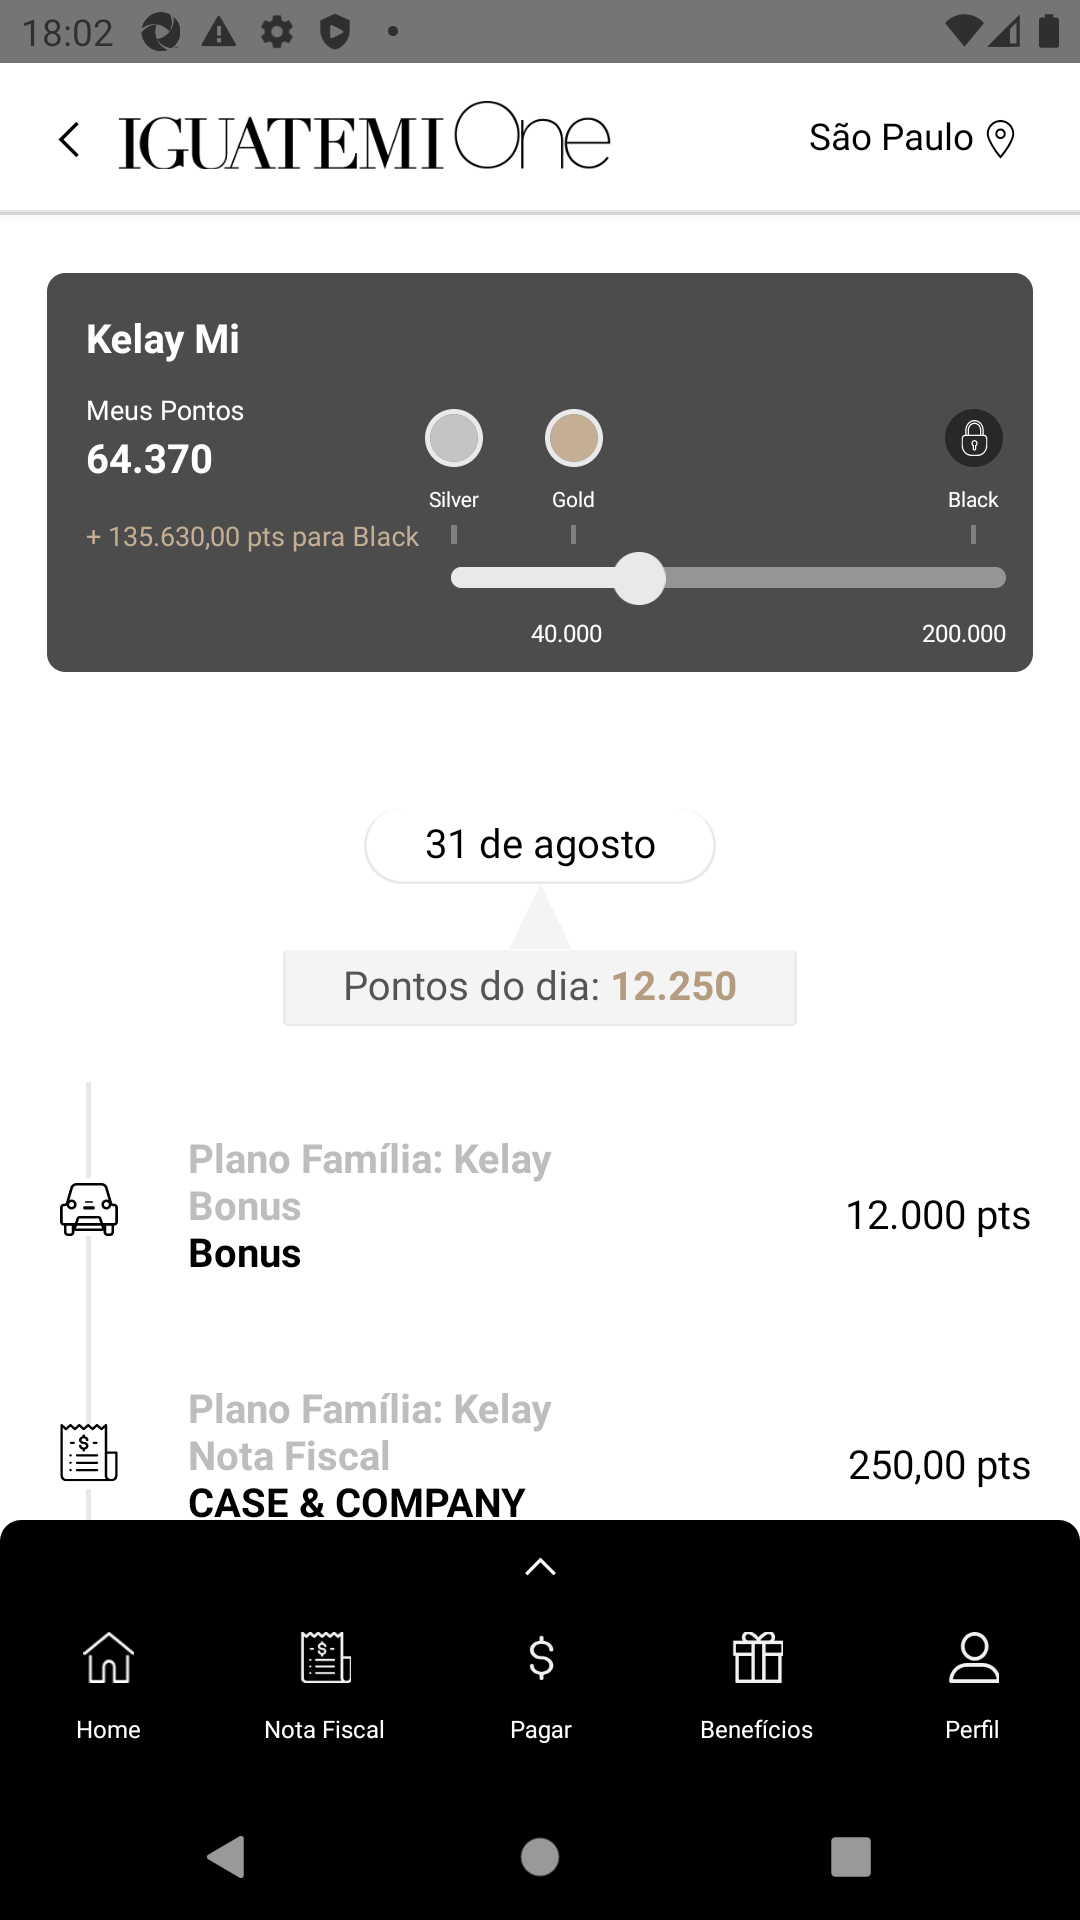 18:02
IGUATEMI One
São Paulo
Kelay Mi
Meus Pontos
64.370
+ 135.630,00 pts para Black
Silver
Gold
Black
40.000
200.000
31 de agosto
Pontos do dia: 12.250
Plano Família: Kelay
Bonus
Bonus
12.000 pts
Plano Família: Kelay
Nota Fiscal
CASE & COMPANY
250,00 pts
Home
Nota Fiscal
Pagar
Benefícios
Perfil